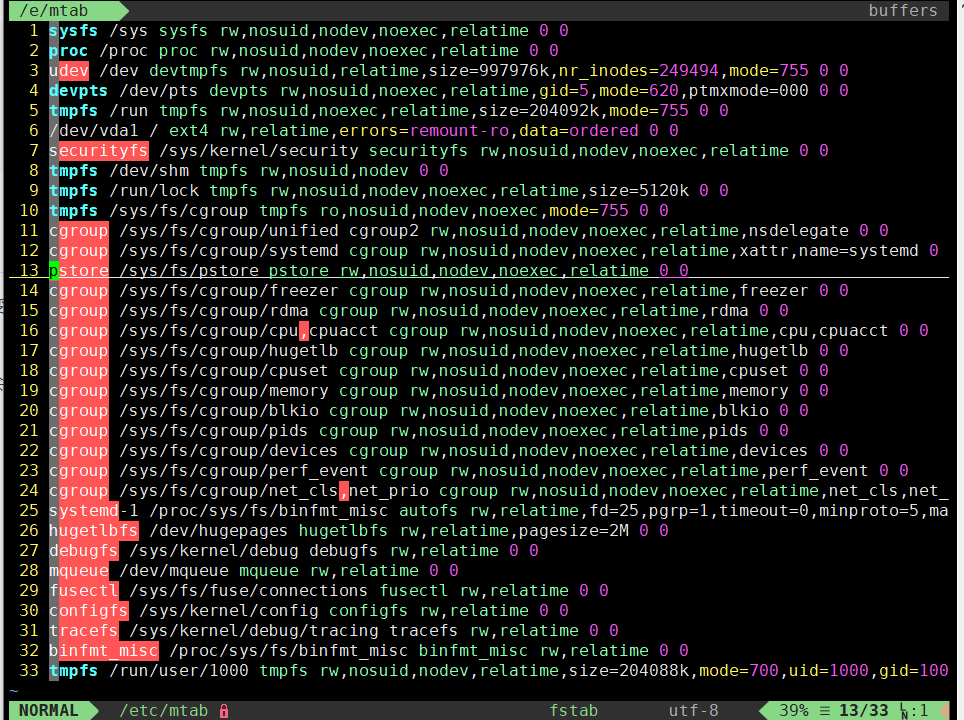 /e/mtab buffers
1 sysfs /sys sysfs rw,nosuid,nodev,noexec,relatime 0 0
2 proc /proc proc rw,nosuid,nodev,noexec,relatime 0 0
3 udev /dev devtmpfs rw,nosuid,relatime,size=997976k,nr_inodes=249494,mode=755 0 0
4 devpts /dev/pts devpts rw,nosuid,noexec,relatime,gid=5,mode=620,ptmxmode=000 0 0
5 tmpfs /run tmpfs rw,nosuid,noexec,relatime,size=204092k,mode=755 0 0
6 /dev/vda1 / ext4 rw,relatime,errors=remount-ro,data=ordered 0 0
7 securityfs /sys/kernel/security securityfs rw,nosuid,nodev,noexec,relatime 0 0
8 tmpfs /dev/shm tmpfs rw,nosuid,nodev 0 0
9 tmpfs /run/lock tmpfs rw,nosuid,nodev,noexec,relatime,size=5120k 0 0
10 tmpfs /sys/fs/cgroup tmpfs ro,nosuid,nodev,noexec,mode=755 0 0
11 cgroup /sys/fs/cgroup/unified cgroup2 rw,nosuid,nodev,noexec,relatime,nsdelegate 0 0
12 cgroup /sys/fs/cgroup/systemd cgroup rw,nosuid,nodev,noexec,relatime,xattr,name=systemd 0
13 pstore /sys/fs/pstore pstore rw,nosuid,nodev,noexec,relatime 0 0
14 cgroup /sys/fs/cgroup/freezer cgroup rw,nosuid,nodev,noexec,relatime,freezer 0 0
15 cgroup /sys/fs/cgroup/rdma cgroup rw,nosuid,nodev,noexec,relatime,rdma 0 0
16 cgroup /sys/fs/cgroup/cpu,cpuacct cgroup rw,nosuid,nodev,noexec,relatime,cpu,cpuacct 0 0
17 cgroup /sys/fs/cgroup/hugetlb cgroup rw,nosuid,nodev,noexec,relatime,hugetlb 0 0
18 cgroup /sys/fs/cgroup/cpuset cgroup rw,nosuid,nodev,noexec,relatime,cpuset 0 0
19 cgroup /sys/fs/cgroup/memory cgroup rw,nosuid,nodev,noexec,relatime,memory 0 0
20 cgroup /sys/fs/cgroup/blkio cgroup rw,nosuid,nodev,noexec,relatime,blkio 0 0
21 cgroup /sys/fs/cgroup/pids cgroup rw,nosuid,nodev,noexec,relatime,pids 0 0
22 cgroup /sys/fs/cgroup/devices cgroup rw,nosuid,nodev,noexec,relatime,devices 0 0
23 cgroup /sys/fs/cgroup/perf_event cgroup rw,nosuid,nodev,noexec,relatime,perf_event 0 0
24 cgroup /sys/fs/cgroup/net_cls,net_prio cgroup rw,nosuid,nodev,noexec,relatime,net_cls,net_
25 systemd-1 /proc/sys/fs/binfmt_misc autofs rw,relatime,fd=25,pgrp=1,timeout=0,minproto=5,ma
26 hugetlbfs /dev/hugepages hugetlbfs rw,relatime,pagesize=2M 0 0
27 debugfs /sys/kernel/debug debugfs rw,relatime 0 0
28 mqueue /dev/mqueue mqueue rw,relatime 0 0
29 fusectl /sys/fs/fuse/connections fusectl rw,relatime 0 0
30 configfs /sys/kernel/config configfs rw,relatime 0 0
31 tracefs /sys/kernel/debug/tracing tracefs rw,relatime 0 0
32 binfmt_misc /proc/sys/fs/binfmt_misc binfmt_misc rw,relatime 0 0
33 tmpfs /run/user/1000 tmpfs rw,nosuid,nodev,relatime,size=204088k,mode=700,uid=1000,gid=100
~
NORMAL /etc/mtab fstab utf-8 39% ☰ 13/33 :1